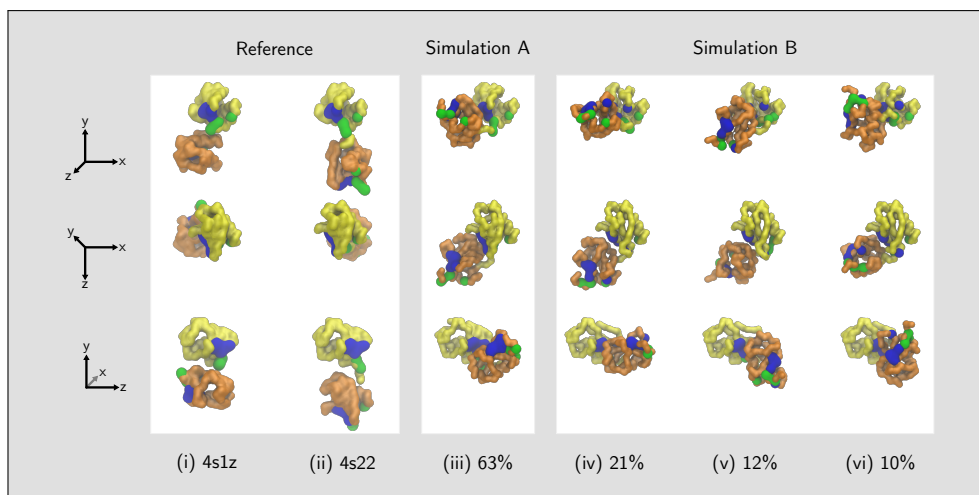 Reference Simulation A Simulation B
y
x
z
y
x
z
y
x
z
(i) 4s1z (ii) 4s22 (iii) 63% (iv) 21% (v) 12% (vi) 10%